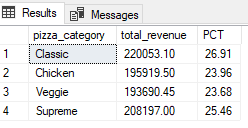 Results Messages
pizza_category total_revenue PCT
1 Classic 220053.10 26.91
2 Chicken 195919.50 23.96
3 Veggie 193690.45 23.68
4 Supreme 208197.00 25.46